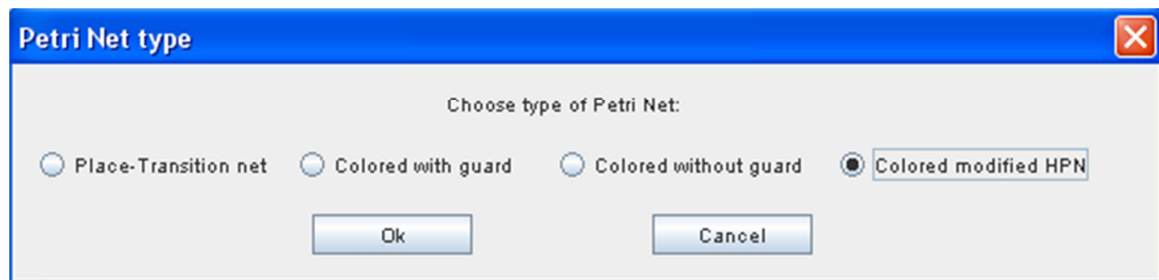 Petri Net type
Choose type of Petri Net:
Place-Transition net Colored with guard Colored without guard Colored modified HPN
Ok Cancel